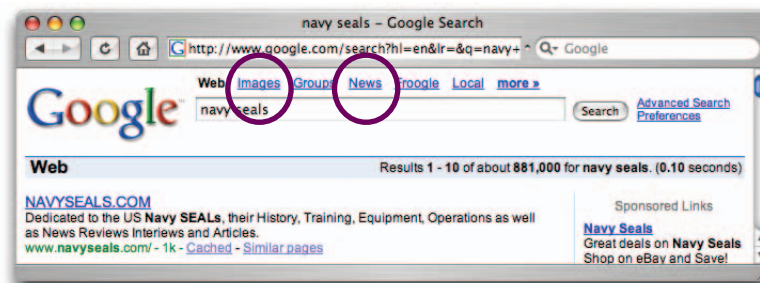 navy seals – Google Search
http://www.google.com/search?hl=en&lr=&q=navy+ Google
Web Images Groups News Froogle Local more »
Google navy seals Search Advanced Search
Preferences
Web Results 1 - 10 of about 881,000 for navy seals. (0.10 seconds)
NAVYSEALS.COM
Dedicated to the US Navy SEALs, their History, Training, Equipment, Operations as well
as News Reviews Interiews and Articles.
www.navyseals.com/ - 1k - Cached - Similar pages
Sponsored Links
Navy Seals
Great deals on Navy Seals
Shop on eBay and Save!